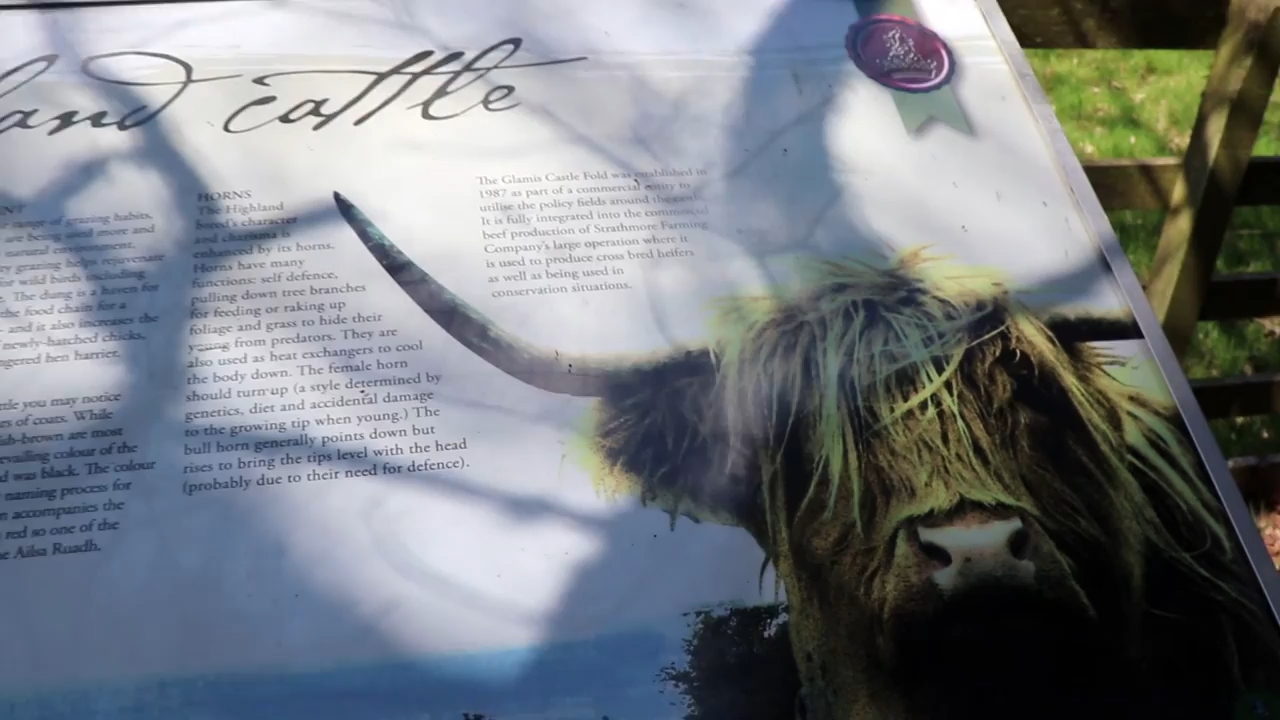 land cattle
range of grazing habits,
are being used more and
natural environment.
grazing helps rejuvenate
for wild birds including
The dung is a haven for
the food chain for a
- and it also increases the
newly-batched chicks,
hen harrier.
you may notice
of coats. While
are most
colour of the
was black. The colour
naming process for
accompanies the
red so one of the
Ailsa Ruadh.
HORNS
The Highland
breed's character
and charisma is
enhanced by its horns.
Horns have many
functions: self defence,
pulling down tree branches
for feeding or raking up
foliage and grass to hide their
young from predators. They are
also used as heat exchangers to cool
the body down. The female horn
should turn-up (a style determined by
genetics, diet and accidental damage
to the growing tip when young.) The
bull horn generally points down but
rises to bring the tips level with the head
(probably due to their need for defence).
The Glamis Castle Fold was established in
1987 as part of a commercial entity to
utilise the policy fields around the castle.
It is fully integrated into the commercial
beef production of Strathmore Farming
Company's large operation where it
is used to produce cross bred heifers
as well as being used in
conservation situations.